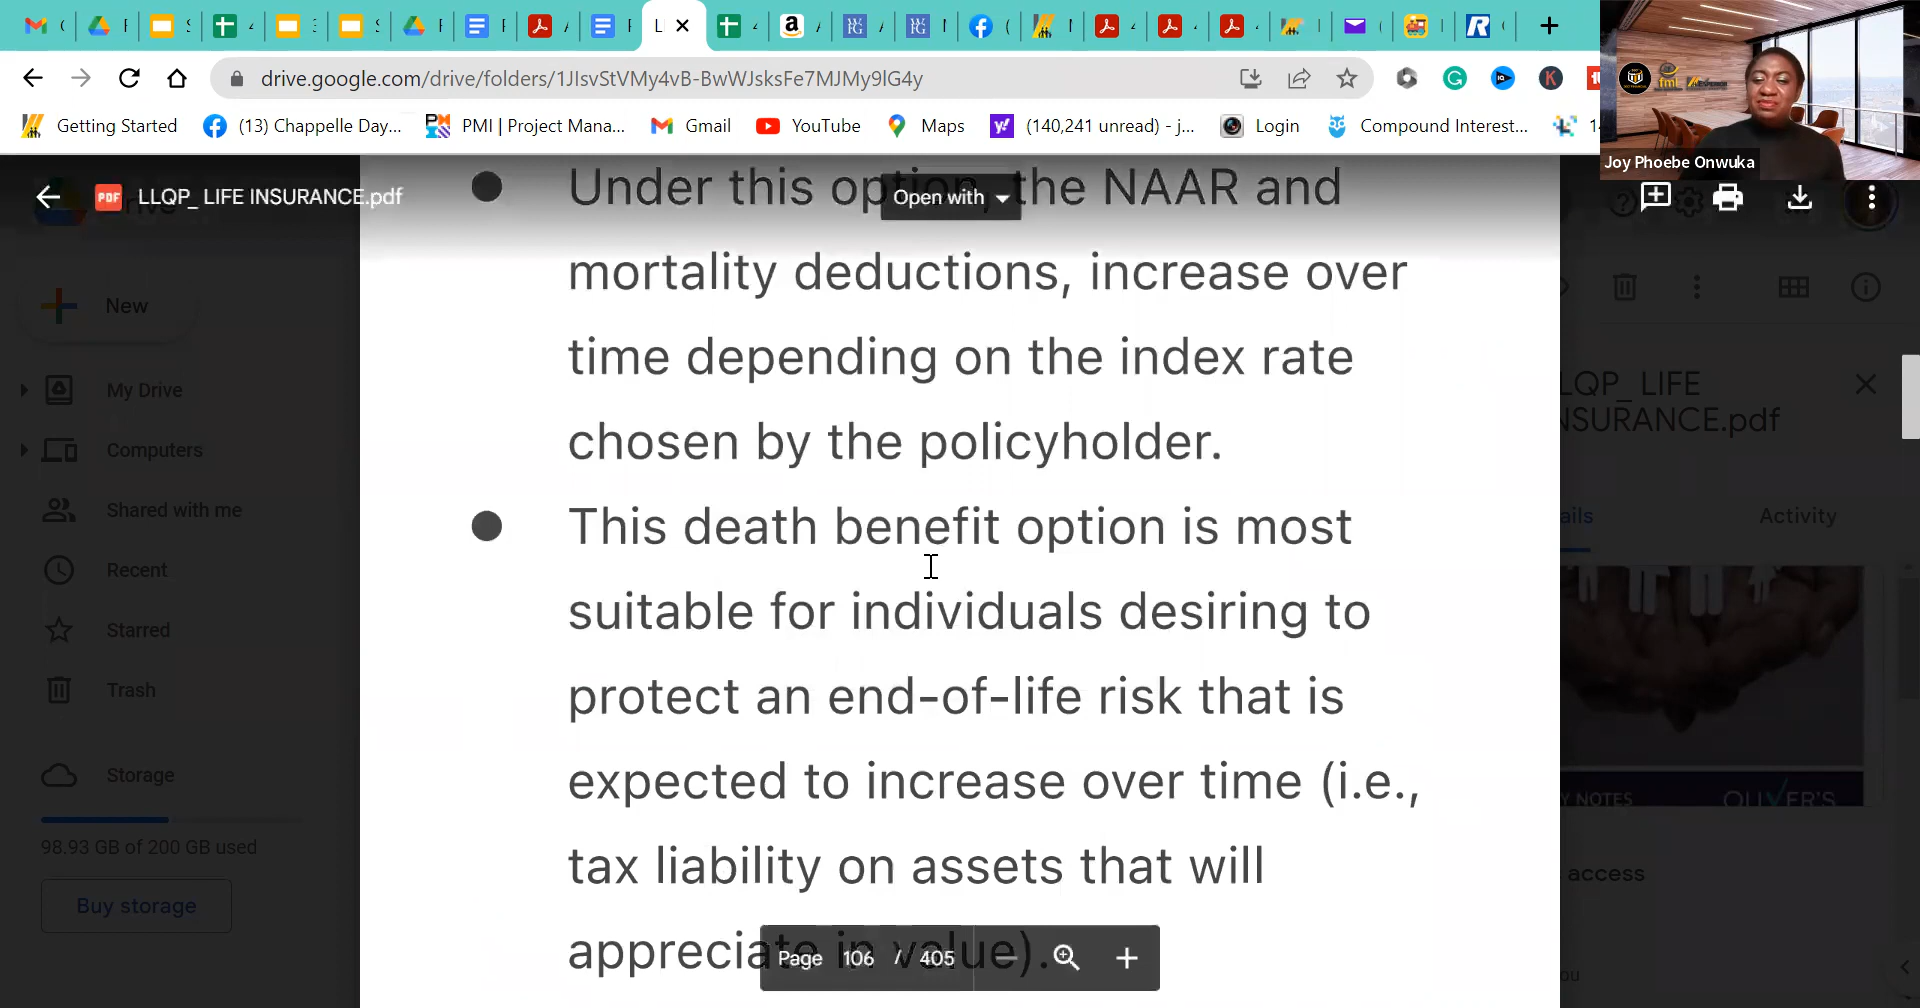 drive.google.com/drive/folders/1JIsvStVMy4vB-BwWJsksFe7MJMy9lG4y
Getting Started
(13) Chappelle Day...
PMI | Project Mana...
Gmail
YouTube
Maps
(140,241 unread) - j...
Login
Compound Interest...
Joy Phoebe Onwuka
PDF
LLQP_ LIFE INSURANCE.pdf
Open with
Under this option, the NAAR and
mortality deductions, increase over
time depending on the index rate
chosen by the policyholder.
This death benefit option is most
suitable for individuals desiring to
protect an end-of-life risk that is
expected to increase over time (i.e.,
tax liability on assets that will
appreciate in value).
Page 106 / 405
New
My Drive
Computers
Shared with me
Recent
Starred
Trash
Storage
98.93 GB of 200 GB used
Buy storage
LQP_ LIFE
NSURANCE.pdf
ails
Activity
Y NOTES
OLIVER'S
access